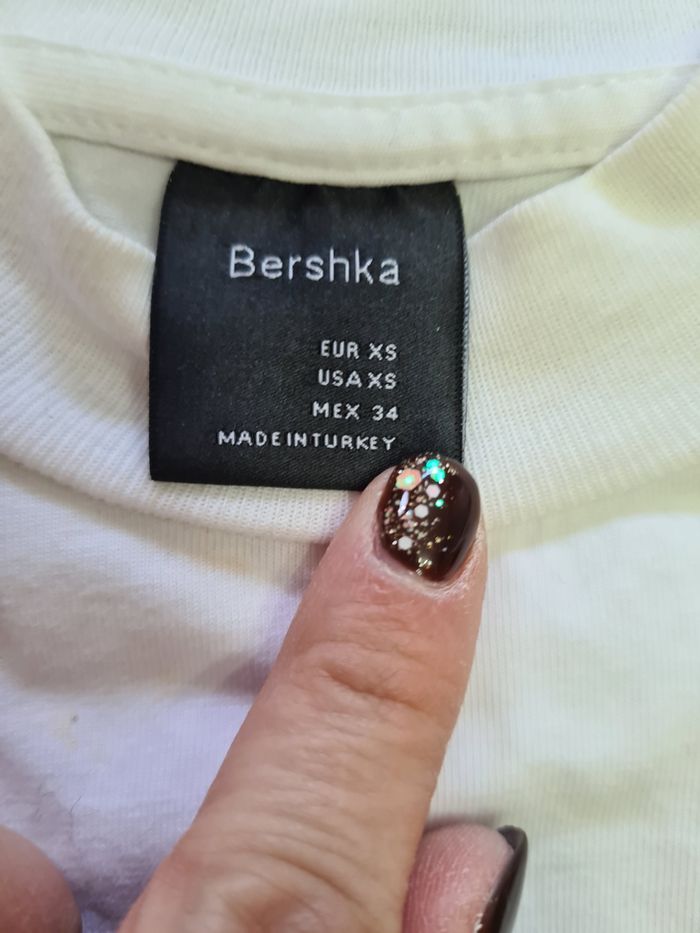 Bershka
EUR XS
USA XS
MEX 34
MADE IN TURKEY